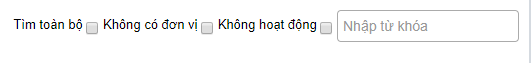 Tìm toàn bộ Không có đơn vị Không hoạt động Nhập từ khóa